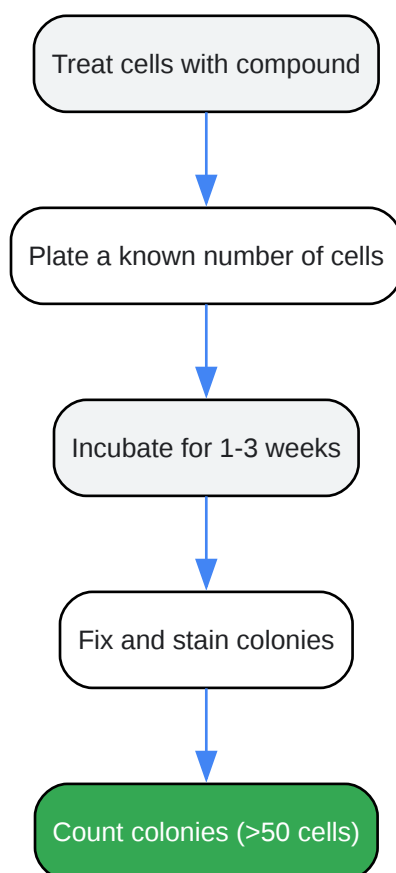 Treat cells with compound
Plate a known number of cells
Incubate for 1-3 weeks
Fix and stain colonies
Count colonies (>50 cells)